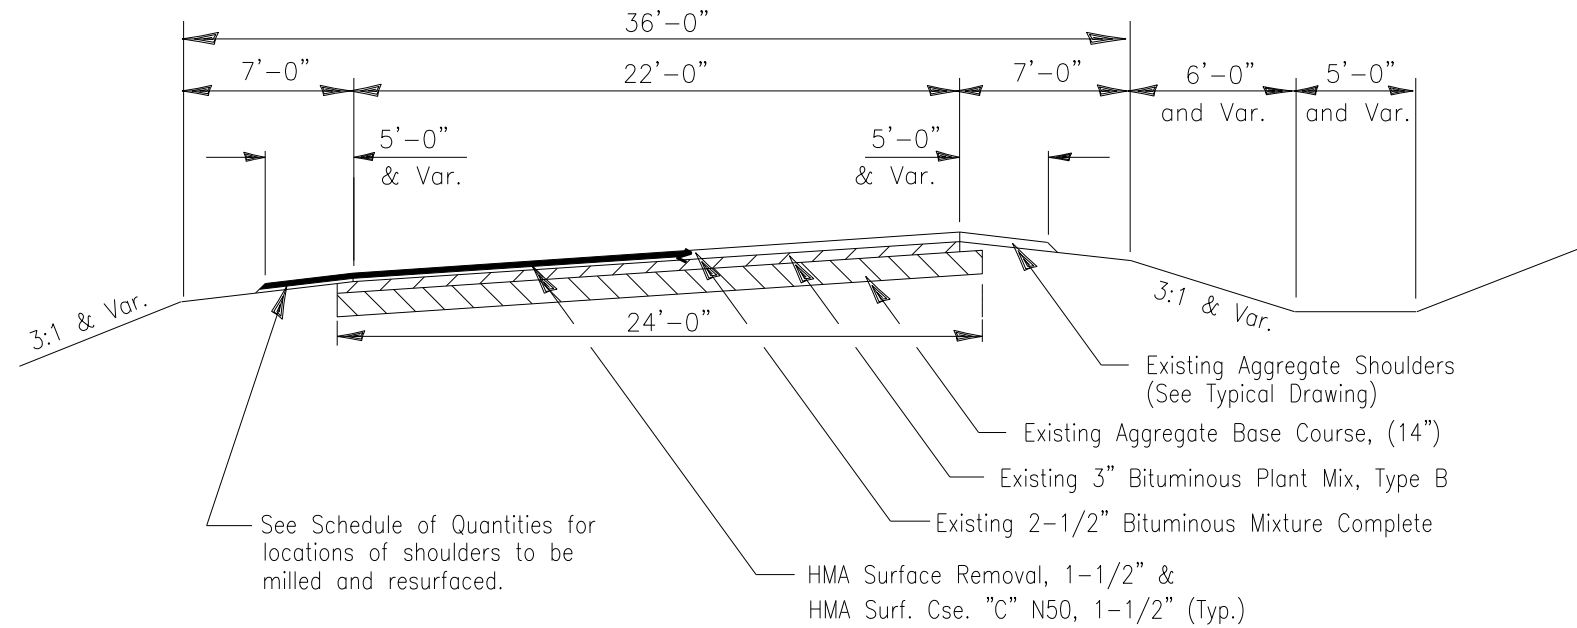 36'-0"
7'-0"
22'-0"
7'-0"
6'-0"
and Var.
5'-0"
and Var.
5'-0"
& Var.
5'-0"
& Var.
3:1 & Var.
24'-0"
3:1 & Var.
Existing Aggregate Shoulders
(See Typical Drawing)
Existing Aggregate Base Course, (14")
Existing 3" Bituminous Plant Mix, Type B
Existing 2-1/2" Bituminous Mixture Complete
See Schedule of Quantities for
locations of shoulders to be
milled and resurfaced.
HMA Surface Removal, 1-1/2" &
HMA Surf. Cse. "C" N50, 1-1/2" (Typ.)